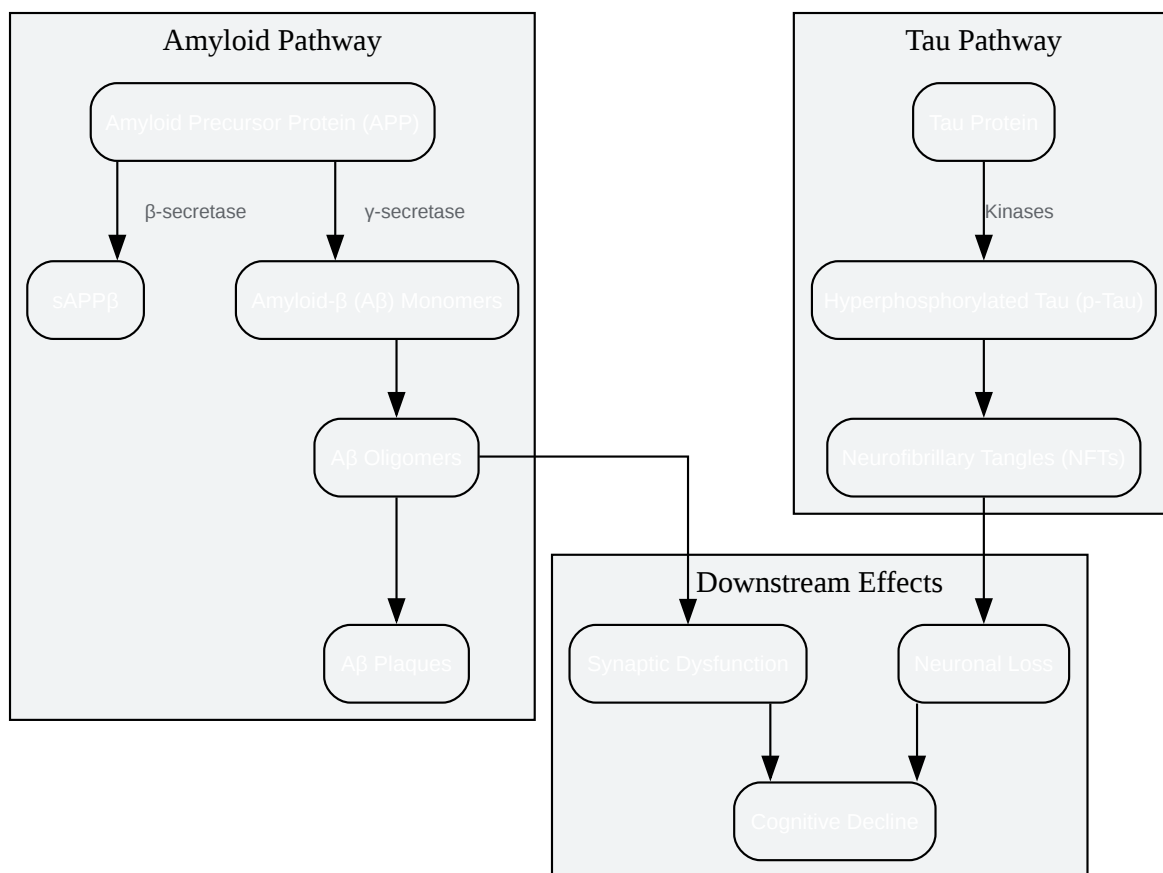 Amyloid Pathway
Amyloid Precursor Protein (APP)
β-secretase
γ-secretase
sAPPβ
Amyloid-β (Aβ) Monomers
Aβ Oligomers
Aβ Plaques
Tau Pathway
Tau Protein
Kinases
Hyperphosphorylated Tau (p-Tau)
Neurofibrillary Tangles (NFTs)
Downstream Effects
Synaptic Dysfunction
Neuronal Loss
Cognitive Decline